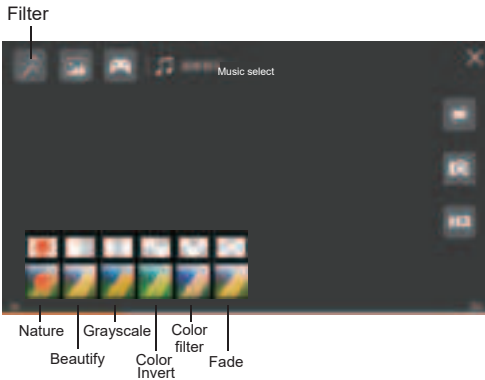 Filter
Music select
Nature
Grayscale
Color
filter
Beautify
Color
Invert
Fade